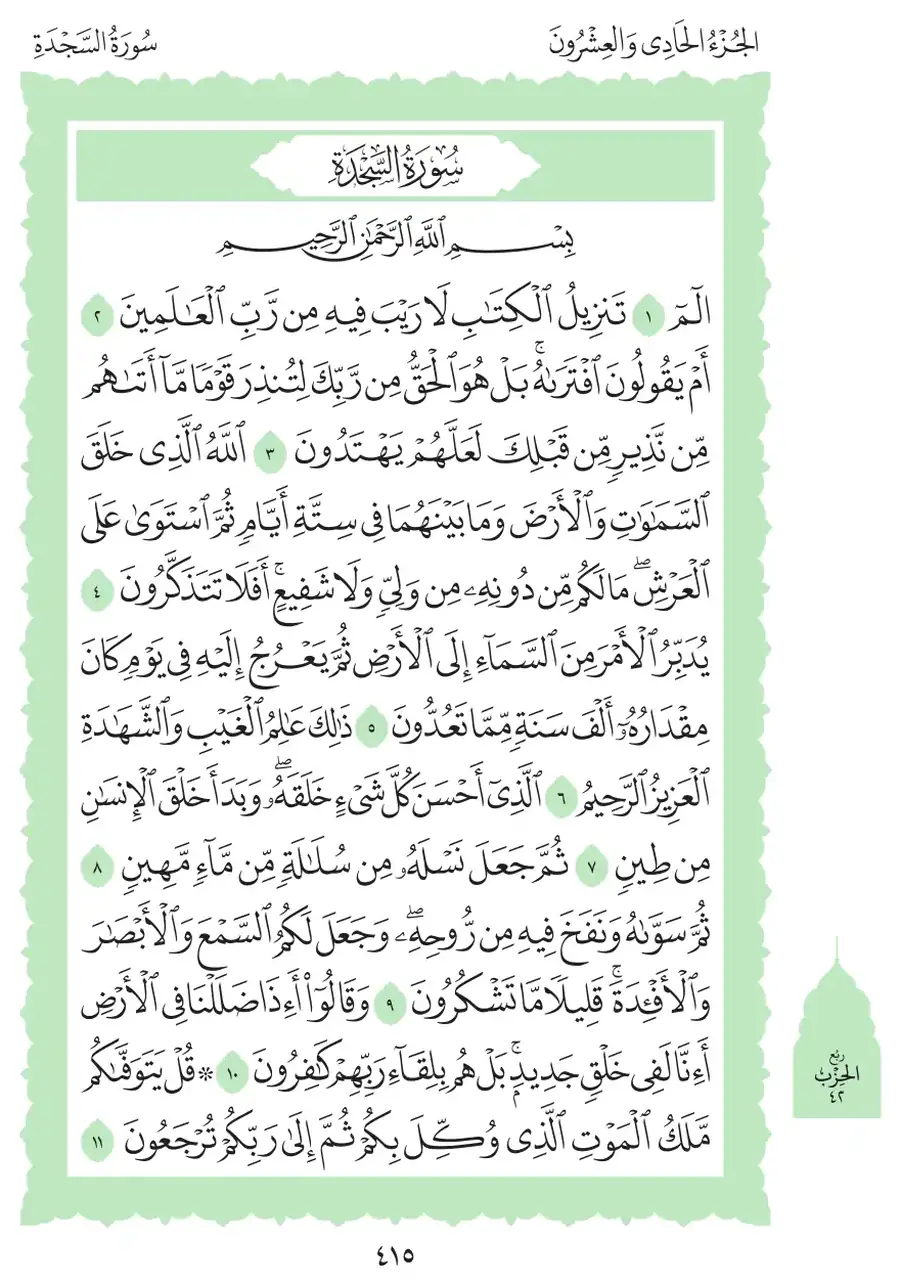 الجُزْءُ الحَادِى وَالعِشْرُونَ
سُورَةُ السَّجْدَةِ
سُورَةُ السَّجْدَةِ
بِسْمِ ٱللَّهِ ٱلرَّحْمَٰنِ ٱلرَّحِيمِ
الٓمٓ ١ تَنزِيلُ ٱلْكِتَٰبِ لَا رَيْبَ فِيهِ مِن رَّبِّ ٱلْعَٰلَمِينَ ٢
أَمْ يَقُولُونَ ٱفْتَرَىٰهُۚ بَلْ هُوَ ٱلْحَقُّ مِن رَّبِّكَ لِتُنذِرَ قَوْمًا مَّآ أَتَىٰهُم
مِّن نَّذِيرٍ مِّن قَبْلِكَ لَعَلَّهُمْ يَهْتَدُونَ ٣ ٱللَّهُ ٱلَّذِى خَلَقَ
ٱلسَّمَٰوَٰتِ وَٱلْأَرْضَ وَمَا بَيْنَهُمَا فِى سِتَّةِ أَيَّامٍ ثُمَّ ٱسْتَوَىٰ عَلَى
ٱلْعَرْشِۖ مَا لَكُم مِّن دُونِهِۦ مِن وَلِىٍّ وَلَا شَفِيعٍۚ أَفَلَا تَتَذَكَّرُونَ ٤
يُدَبِّرُ ٱلْأَمْرَ مِنَ ٱلسَّمَآءِ إِلَى ٱلْأَرْضِ ثُمَّ يَعْرُجُ إِلَيْهِ فِى يَوْمٍ كَانَ
مِقْدَارُهُۥٓ أَلْفَ سَنَةٍ مِّمَّا تَعُدُّونَ ٥ ذَٰلِكَ عَٰلِمُ ٱلْغَيْبِ وَٱلشَّهَٰدَةِ
ٱلْعَزِيزُ ٱلرَّحِيمُ ٦ ٱلَّذِىٓ أَحْسَنَ كُلَّ شَىْءٍ خَلَقَهُۥۖ وَبَدَأَ خَلْقَ ٱلْإِنسَٰنِ
مِن طِينٍ ٧ ثُمَّ جَعَلَ نَسْلَهُۥ مِن سُلَٰلَةٍ مِّن مَّآءٍ مَّهِينٍ ٨
ثُمَّ سَوَّىٰهُ وَنَفَخَ فِيهِ مِن رُّوحِهِۦۖ وَجَعَلَ لَكُمُ ٱلسَّمْعَ وَٱلْأَبْصَٰرَ
وَٱلْأَفْـِٔدَةَۚ قَلِيلًا مَّا تَشْكُرُونَ ٩ وَقَالُوٓا۟ أَءِذَا ضَلَلْنَا فِى ٱلْأَرْضِ
أَءِنَّا لَفِى خَلْقٍ جَدِيدٍۭۚ بَلْ هُم بِلِقَآءِ رَبِّهِمْ كَٰفِرُونَ ١٠ * قُلْ يَتَوَفَّىٰكُم
مَّلَكُ ٱلْمَوْتِ ٱلَّذِى وُكِّلَ بِكُمْ ثُمَّ إِلَىٰ رَبِّكُمْ تُرْجَعُونَ ١١
رُبْع
الحِزْب
٤٢
٤١٥